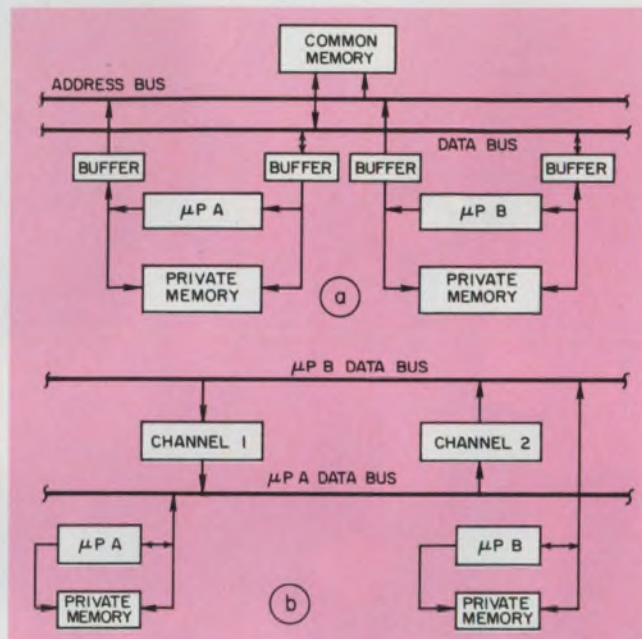 COMMON
MEMORY
ADDRESS BUS
DATA BUS
BUFFER
BUFFER
BUFFER
BUFFER
μP A
μP B
PRIVATE
MEMORY
PRIVATE
MEMORY
a
μP B DATA BUS
CHANNEL 1
CHANNEL 2
μP A DATA BUS
μP A
μP B
PRIVATE
MEMORY
PRIVATE
MEMORY
b